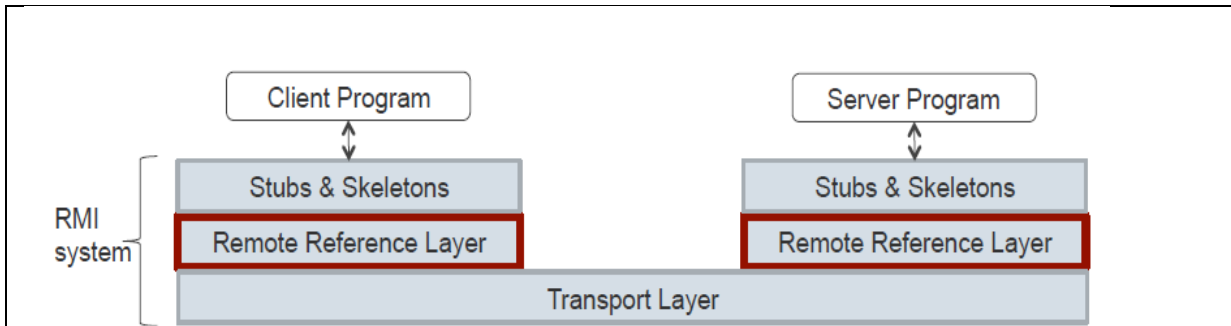 Client Program
Server Program
Stubs & Skeletons
Stubs & Skeletons
RMI
system
Remote Reference Layer
Remote Reference Layer
Transport Layer